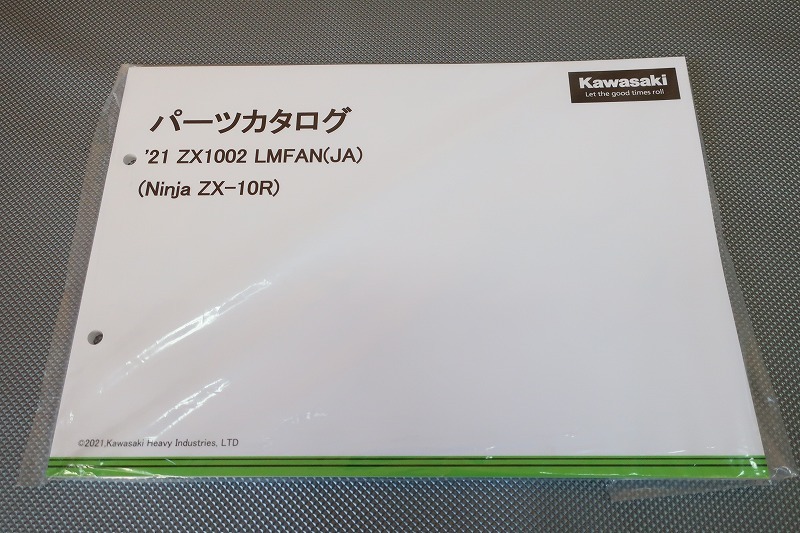 Kawasaki
Let the good times roll
パーツカタログ
'21 ZX1002 LMFAN(JA)
(Ninja ZX-10R)
©2021,Kawasaki Heavy Industries, LTD